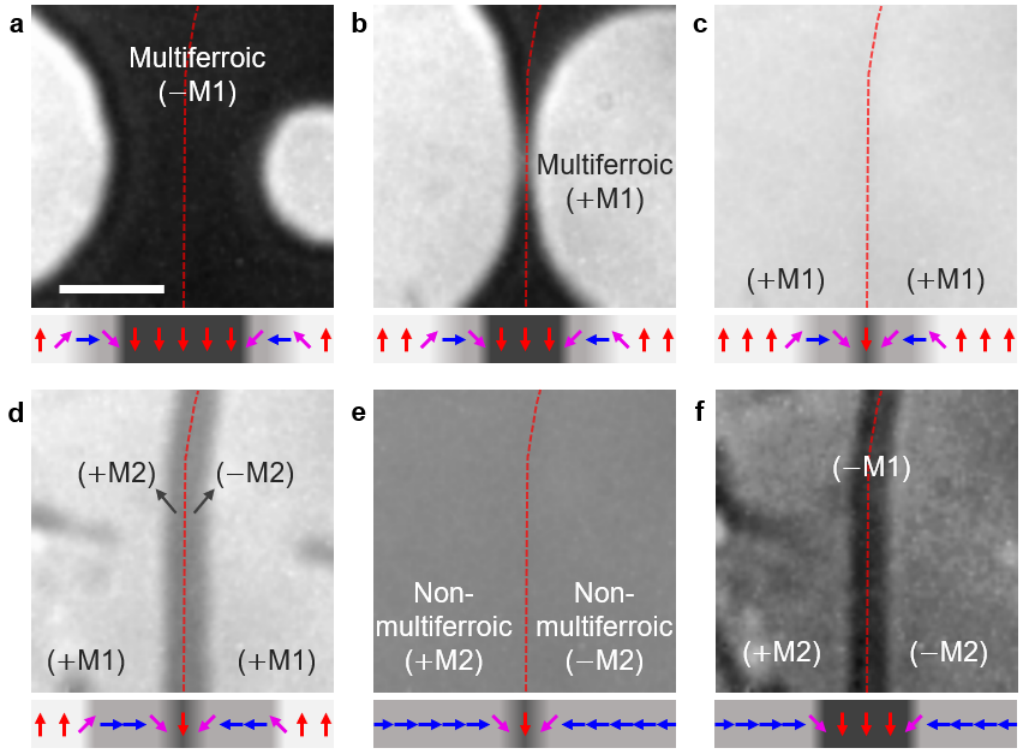 a
Multiferroic
(−M1)
b
Multiferroic
(+M1)
c
(+M1) (+M1)
d
(+M2) (−M2)
(+M1) (+M1)
e
Non-
multiferroic
(+M2)
Non-
multiferroic
(−M2)
f
(−M1)
(+M2) (−M2)